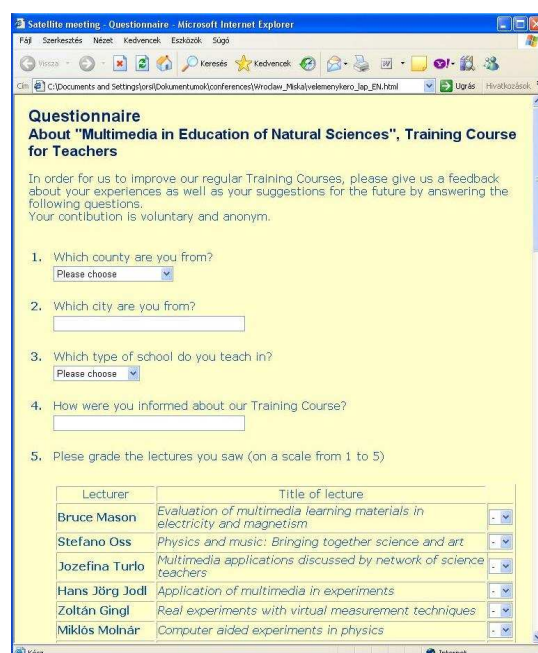 Satellite meeting - Questionnaire - Microsoft Internet Explorer
Fájl Szerkesztés Nézet Kedvencek Eszközök Súgó
Vissza Keresés Kedvencek
Cím C:\Documents and Settings\orsi\Dokumentumok\conferences\Wroclaw_Miska\velemenykero_lap_EN.html Ugrás Hivatkozások
Questionnaire
About "Multimedia in Education of Natural Sciences", Training Course
for Teachers
In order for us to improve our regular Training Courses, please give us a feedback
about your experiences as well as your suggestions for the future by answering the
following questions.
Your contibution is voluntary and anonym.
1. Which county are you from?
Please choose
2. Which city are you from?
3. Which type of school do you teach in?
Please choose
4. How were you informed about our Training Course?
5. Plese grade the lectures you saw (on a scale from 1 to 5)
Lecturer Title of lecture
Bruce Mason Evaluation of multimedia learning materials in
electricity and magnetism -
Stefano Oss Physics and music: Bringing together science and art -
Jozefina Turlo Multimedia applications discussed by network of science
teachers -
Hans Jörg Jodl Application of multimedia in experiments -
Zoltán Gingl Real experiments with virtual measurement techniques -
Miklós Molnár Computer aided experiments in physics -